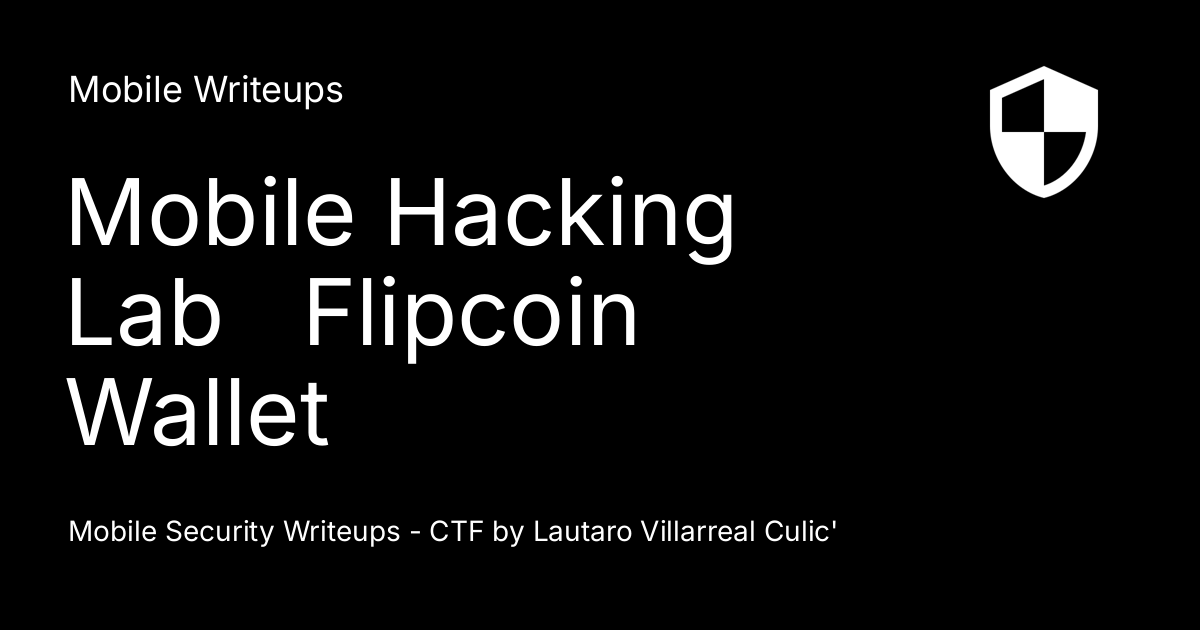 Mobile Writeups
Mobile Hacking
Lab   Flipcoin
Wallet
Mobile Security Writeups - CTF by Lautaro Villarreal Culic'